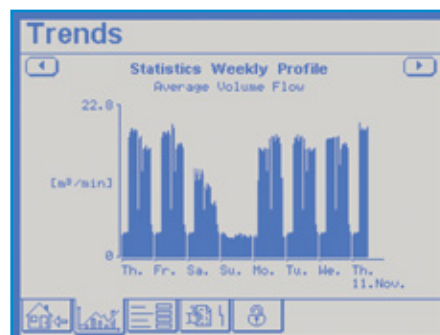 Trends
Statistics Weekly Profile
Average Volume Flow
22.8
[m³/min]
0
Th. Fr. Sa. Su. Mo. Tu. We. Th.
11.Nov.